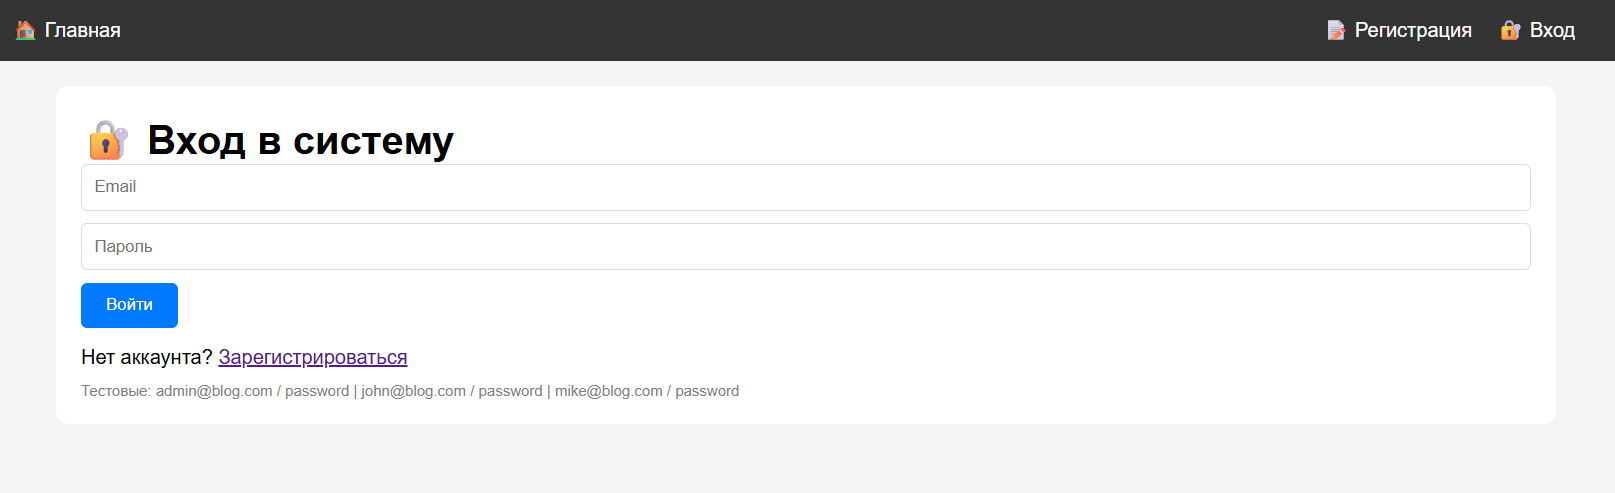 Главная
Регистрация
Вход
Вход в систему
Email
Пароль
Войти
Нет аккаунта? Зарегистрироваться
Тестовые: admin@blog.com / password | john@blog.com / password | mike@blog.com / password